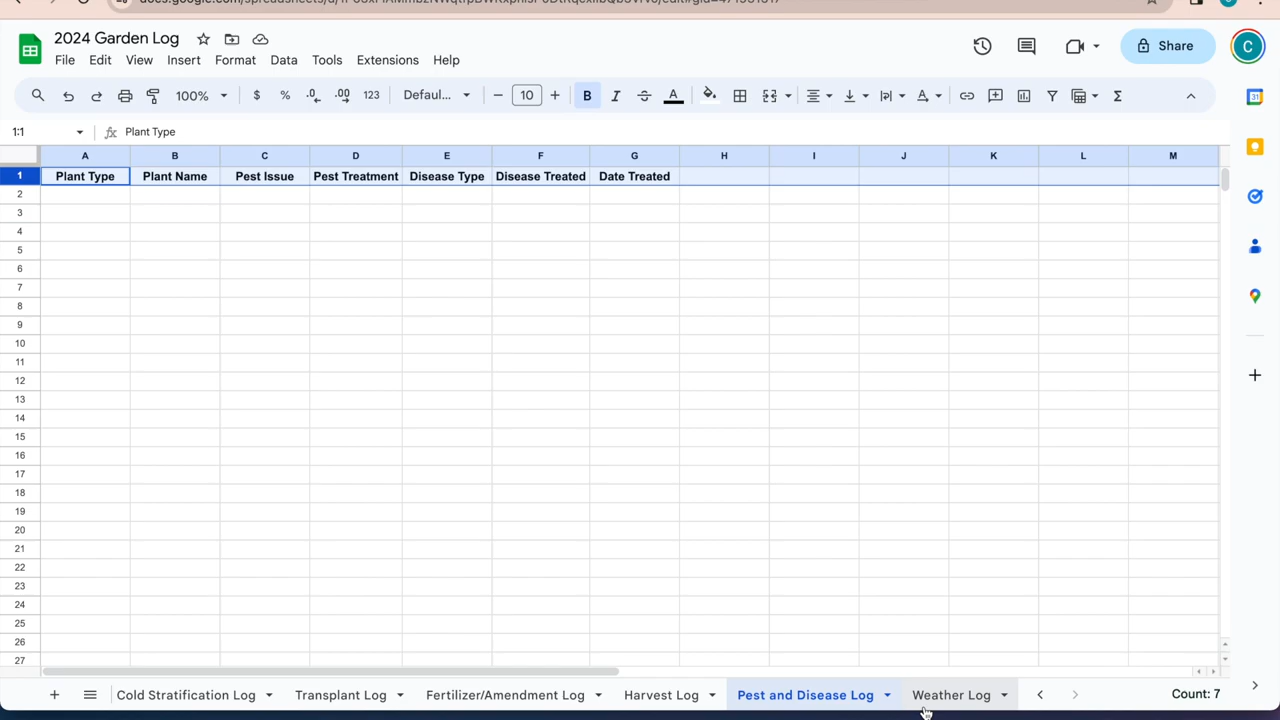 2024 Garden Log
File Edit View Insert Format Data Tools Extensions Help
Share
C
100% $ % .0 .00 123 Defaul... 10 B I A
1:1 fx Plant Type
A B C D E F G H I J K L M
1 Plant Type Plant Name Pest Issue Pest Treatment Disease Type Disease Treated Date Treated
2
3
4
5
6
7
8
9
10
11
12
13
14
15
16
17
18
19
20
21
22
23
24
25
26
27
Cold Stratification Log Transplant Log Fertilizer/Amendment Log Harvest Log Pest and Disease Log Weather Log Count: 7